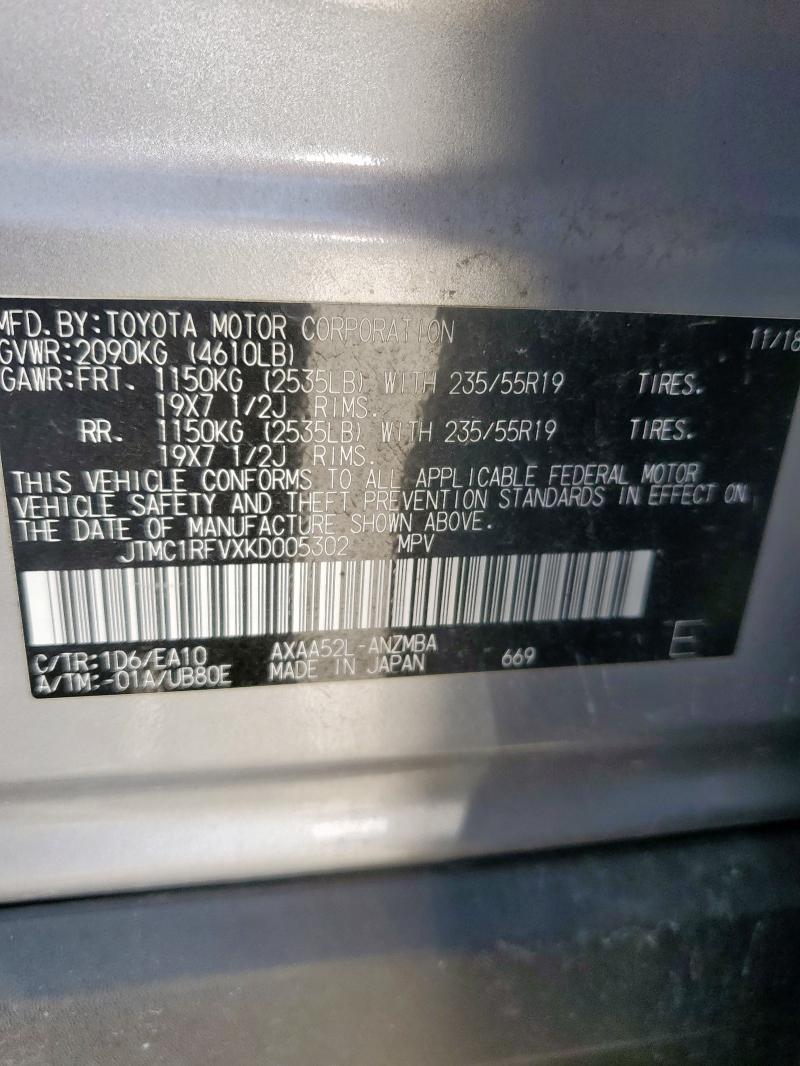 MFD. BY: TOYOTA MOTOR CORPORATION 11/18
GVWR: 2090KG (4610LB)
GAWR: FRT. 1150KG (2535LB) WITH 235/55R19 TIRES.
19X7 1/2J RIMS.
RR. 1150KG (2535LB) WITH 235/55R19 TIRES.
19X7 1/2J RIMS.
THIS VEHICLE CONFORMS TO ALL APPLICABLE FEDERAL MOTOR
VEHICLE SAFETY AND THEFT PREVENTION STANDARDS IN EFFECT ON
THE DATE OF MANUFACTURE SHOWN ABOVE.
JTMC1RFVXKD005302 MPV
C/TR: 1D6/EA10 AXAA52L-ANZMBA 669 E
A/TM: -01A/UB80E MADE IN JAPAN